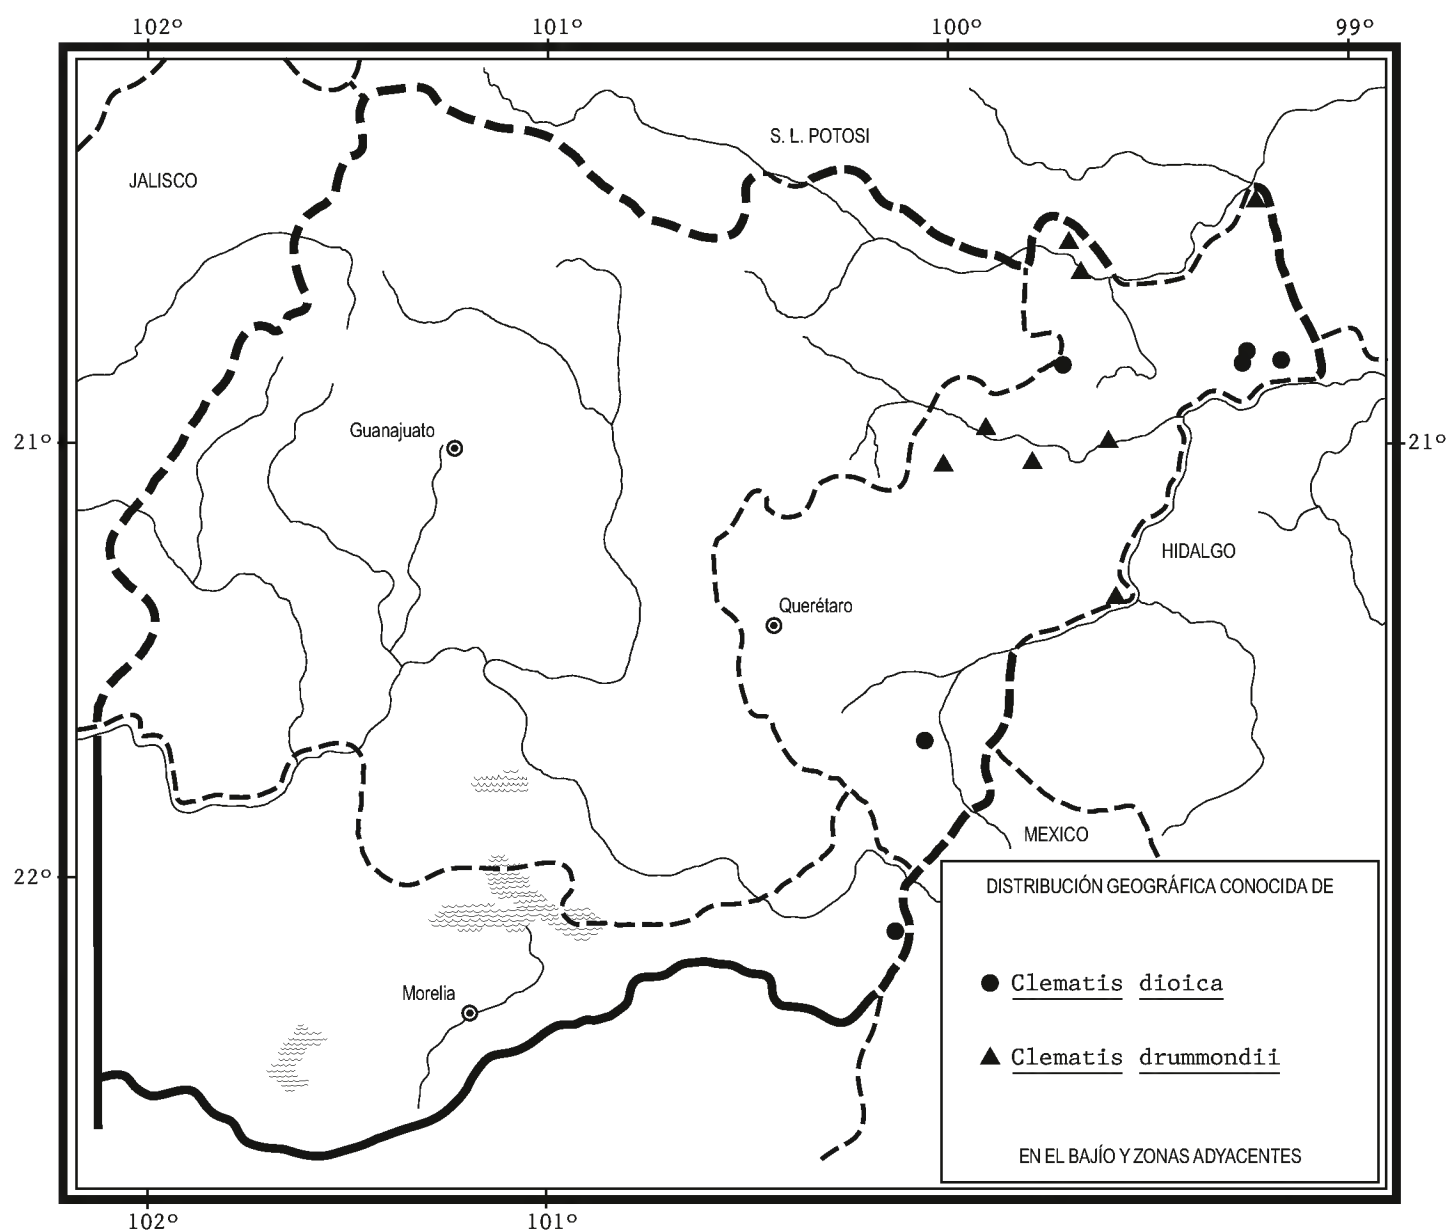 102º 101º 100º 99º
S. L. POTOSI
JALISCO
Guanajuato
21º 21º
HIDALGO
Querétaro
MEXICO
22º
DISTRIBUCIÓN GEOGRÁFICA CONOCIDA DE
Clematis dioica
Morelia
Clematis drummondii
EN EL BAJÍO Y ZONAS ADYACENTES
102º 101º